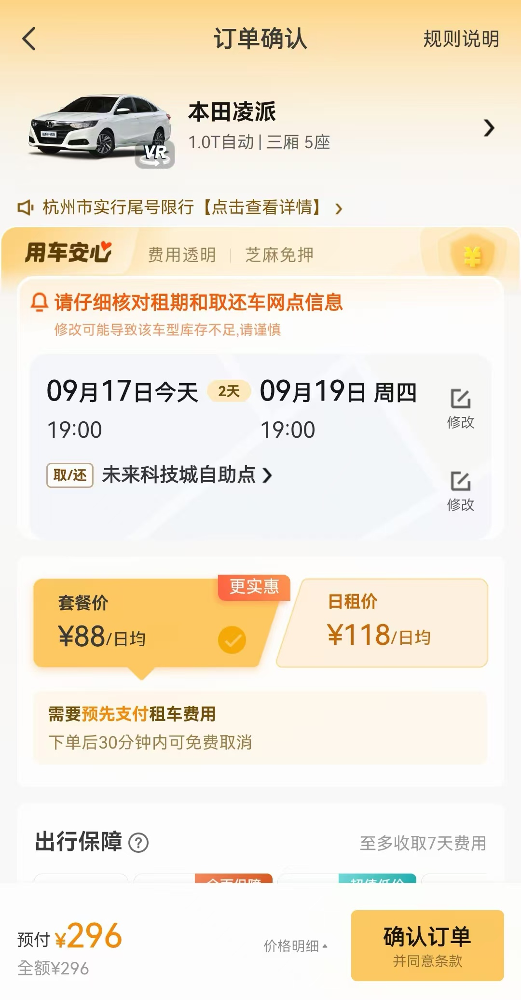 订单确认
规则说明
本田凌派
1.0T自动 | 三厢 5座
VR
杭州市实行尾号限行【点击查看详情】
用车安心
费用透明 | 芝麻免押
¥
请仔细核对租期和取还车网点信息
修改可能导致该车型库存不足,请谨慎
09月17日今天 2天 09月19日 周四
19:00 19:00
修改
取/还 未来科技城自助点
修改
更实惠
套餐价
¥88/日均
日租价
¥118/日均
需要预先支付租车费用
下单后30分钟内可免费取消
出行保障 ?
至多收取7天费用
预付 ¥296
全额¥296
价格明细
确认订单
并同意条款